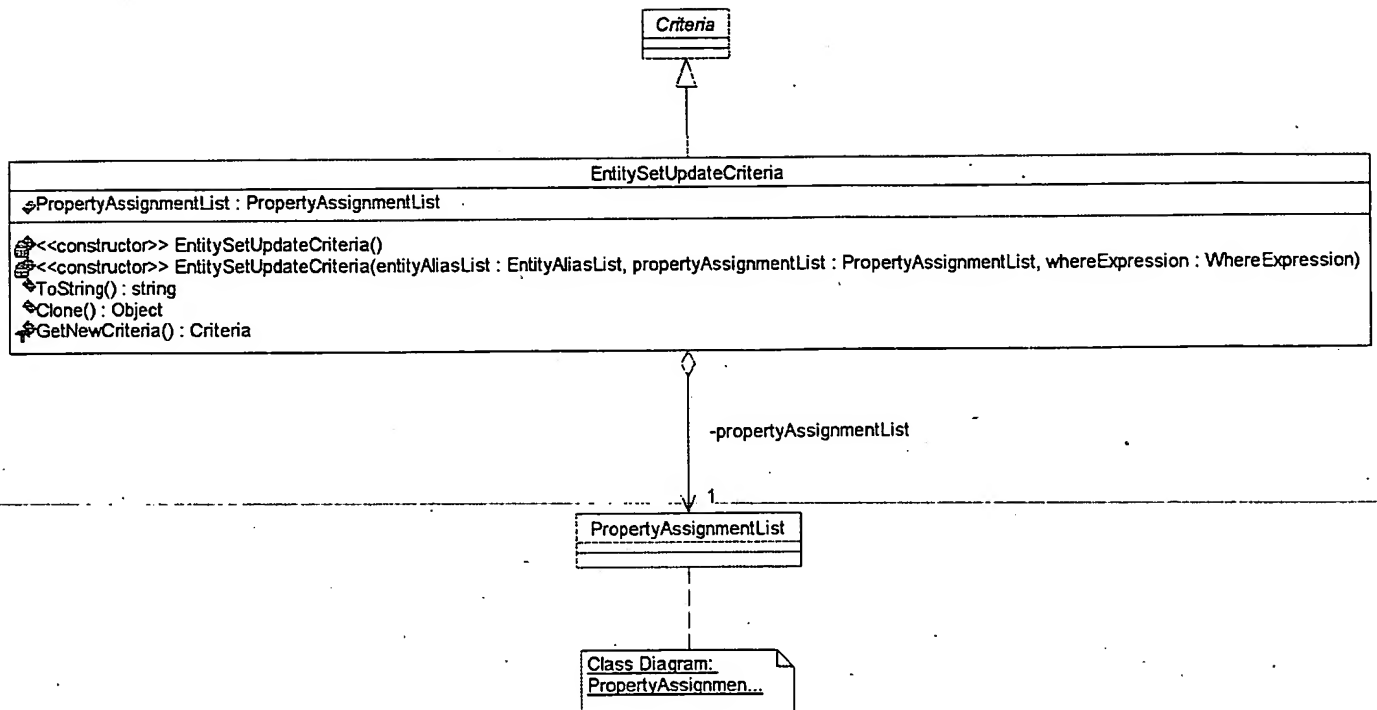 Criteria
EntitySetUpdateCriteria
PropertyAssignmentList : PropertyAssignmentList
<<constructor>> EntitySetUpdateCriteria()
<<constructor>> EntitySetUpdateCriteria(entityAliasList : EntityAliasList, propertyAssignmentList : PropertyAssignmentList, whereExpression : WhereExpression)
ToString() : string
Clone() : Object
GetNewCriteria() : Criteria
-propertyAssignmentList
1
PropertyAssignmentList
Class Diagram:
PropertyAssignmen...